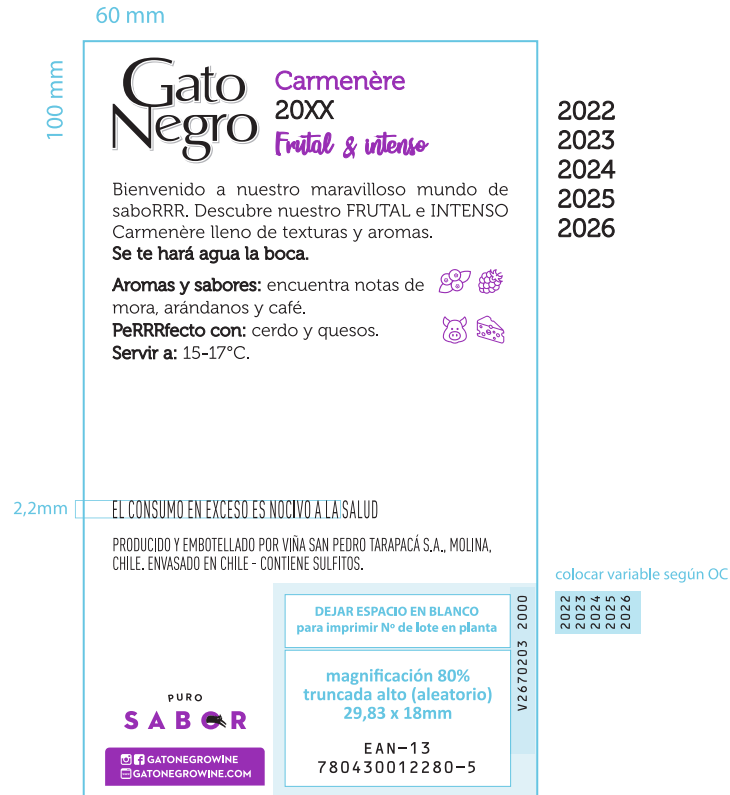 60 mm
100 mm
Gato
Negro
Carmenère
20XX
Frutal & intenso
2022
2023
2024
2025
2026
Bienvenido a nuestro maravilloso mundo de
saboRRR. Descubre nuestro FRUTAL e INTENSO
Carmenère lleno de texturas y aromas.
Se te hará agua la boca.
Aromas y sabores: encuentra notas de
mora, arándanos y café.
PeRRRfecto con: cerdo y quesos.
Servir a: 15-17°C.
2,2mm
EL CONSUMO EN EXCESO ES NOCIVO A LA SALUD
PRODUCIDO Y EMBOTELLADO POR VIÑA SAN PEDRO TARAPACÁ S.A., MOLINA,
CHILE. ENVASADO EN CHILE - CONTIENE SULFITOS.
colocar variable según OC
2022
2023
2024
2025
2026
DEJAR ESPACIO EN BLANCO
para imprimir Nº de lote en planta
V2670203 2000
magnificación 80%
truncada alto (aleatorio)
29,83 x 18mm
EAN-13
780430012280-5
PURO
SABOR
GATONEGROWINE
GATONEGROWINE.COM